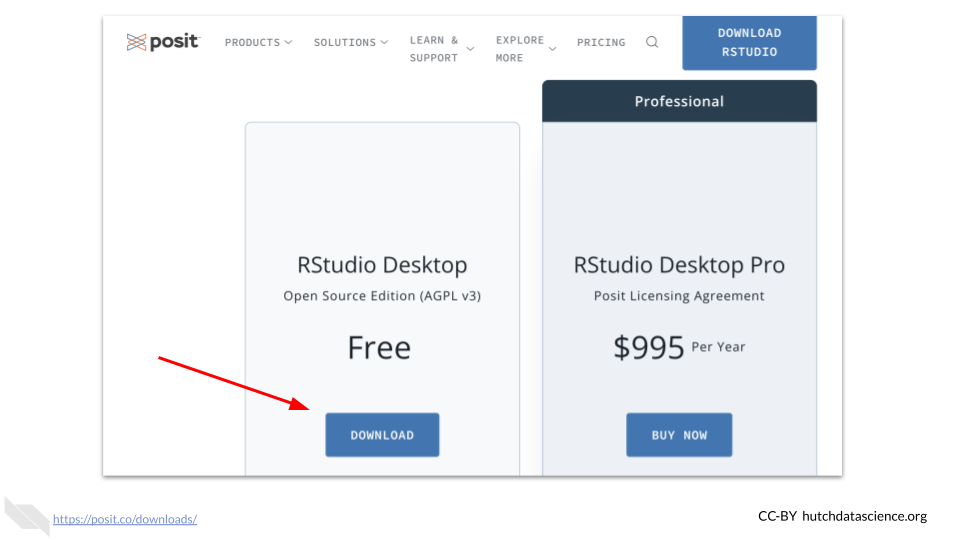 posit
PRODUCTS
SOLUTIONS
LEARN &
SUPPORT
EXPLORE
MORE
PRICING
DOWNLOAD
RSTUDIO
Professional
RStudio Desktop
Open Source Edition (AGPL v3)
Free
DOWNLOAD
RStudio Desktop Pro
Posit Licensing Agreement
$995 Per Year
BUY NOW
https://posit.co/downloads/
CC-BY hutchdatascience.org